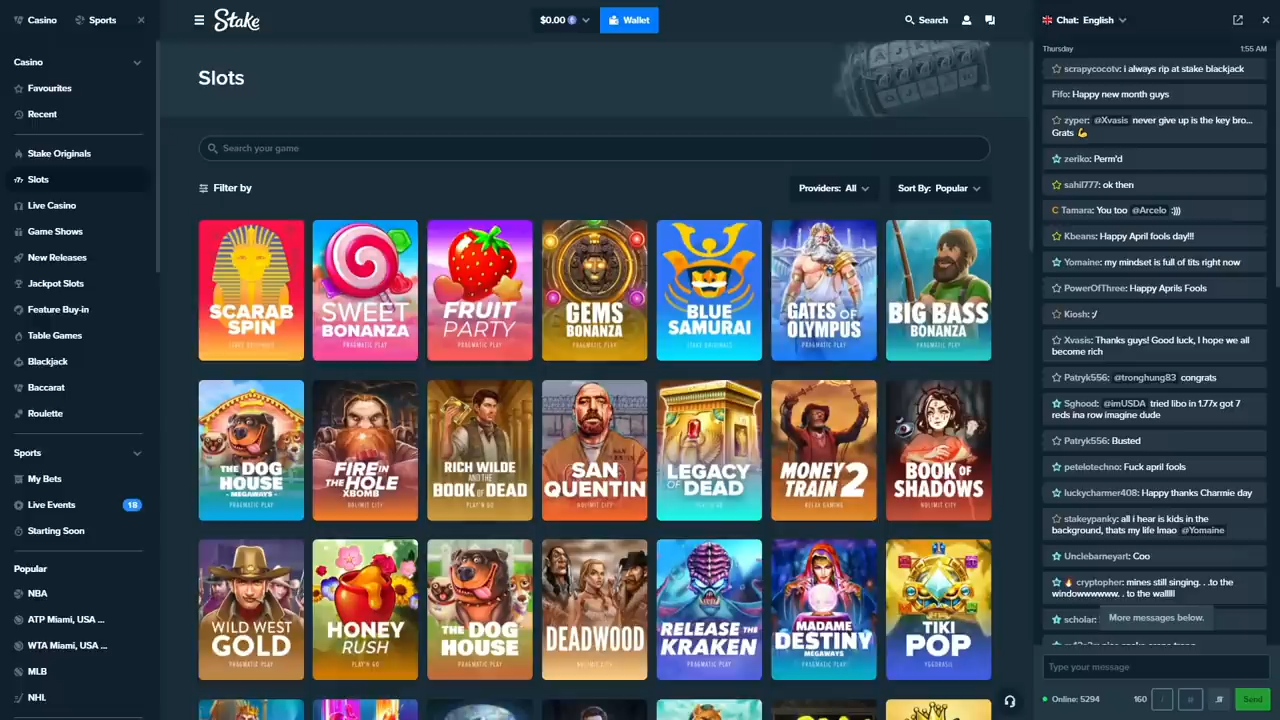 Casino
Sports
Stake
$0.00
Wallet
Search
Chat: English
Casino
Favourites
Recent
Stake Originals
Slots
Live Casino
Game Shows
New Releases
Jackpot Slots
Feature Buy-in
Table Games
Blackjack
Baccarat
Roulette
Sports
My Bets
Live Events
18
Starting Soon
Popular
NBA
ATP Miami, USA ...
WTA Miami, USA ...
MLB
NHL
Slots
Search your game
Filter by
Providers: All
Sort By: Popular
SCARAB
SPIN
STAKE ORIGINALS
SWEET
BONANZA
PRAGMATIC PLAY
FRUIT
PARTY
PRAGMATIC PLAY
GEMS
BONANZA
PRAGMATIC PLAY
BLUE
SAMURAI
STAKE ORIGINALS
GATES OF
OLYMPUS
PRAGMATIC PLAY
BIG BASS
BONANZA
PRAGMATIC PLAY
THE DOG
HOUSE
- MEGAWAYS -
PRAGMATIC PLAY
FIRE IN
THE HOLE
XBOMB
NOLIMIT CITY
RICH WILDE
AND THE
BOOK OF DEAD
PLAY'N GO
SAN
QUENTIN
NOLIMIT CITY
LEGACY
OF DEAD
PLAY'N GO
MONEY
TRAIN 2
RELAX GAMING
BOOK OF
SHADOWS
NOLIMIT CITY
WILD WEST
GOLD
PRAGMATIC PLAY
HONEY
RUSH
PLAY'N GO
THE DOG
HOUSE
PRAGMATIC PLAY
DEADWOOD
NOLIMIT CITY
RELEASE THE
KRAKEN
PRAGMATIC PLAY
MADAME
DESTINY
MEGAWAYS
PRAGMATIC PLAY
TIKI
POP
YGGDRASIL
Thursday
1:55 AM
scrapycocotv: i always rip at stake blackjack
Fifo: Happy new month guys
zyper: @Xvasis never give up is the key bro...
Grats 💪
zeriko: Perm'd
sahil777: ok then
C Tamara: You too @Arcelo :)))
Kbeans: Happy April fools day!!!
Yomaine: my mindset is full of tits right now
PowerOfThree: Happy Aprils Fools
Kiosh: :/
Xvasis: Thanks guys! Good luck, I hope we all
become rich
Patryk556: @tronghung83 congrats
Sghood: @imUSDA tried libo in 1.77x got 7
reds ina row imagine dude
Patryk556: Busted
petelotechno: Fuck april fools
luckycharmer408: Happy thanks Charmie day
stakeypanky: all i hear is kids in the
background, thats my life lmao @Yomaine
Unclebarneyart: Coo
🔥 cryptopher: mines still singing. . .to the
windowwwwww. . to the wallllll
scholar:
More messages below.
Type your message
Online: 5294
160
Send